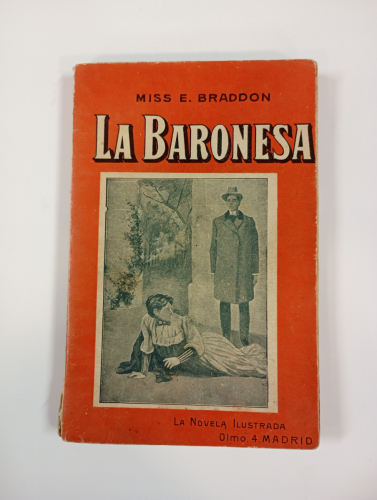 MISS E. BRADDON
LA BARONESA
LA NOVELA ILUSTRADA
Olmo, 4 MADRID